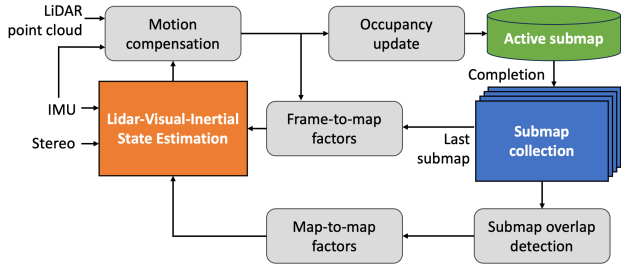 LiDAR
point cloud
Motion
compensation
Occupancy
update
Active submap
Completion
IMU
Lidar-Visual-Inertial
State Estimation
Frame-to-map
factors
Last
submap
Submap
collection
Stereo
Map-to-map
factors
Submap overlap
detection